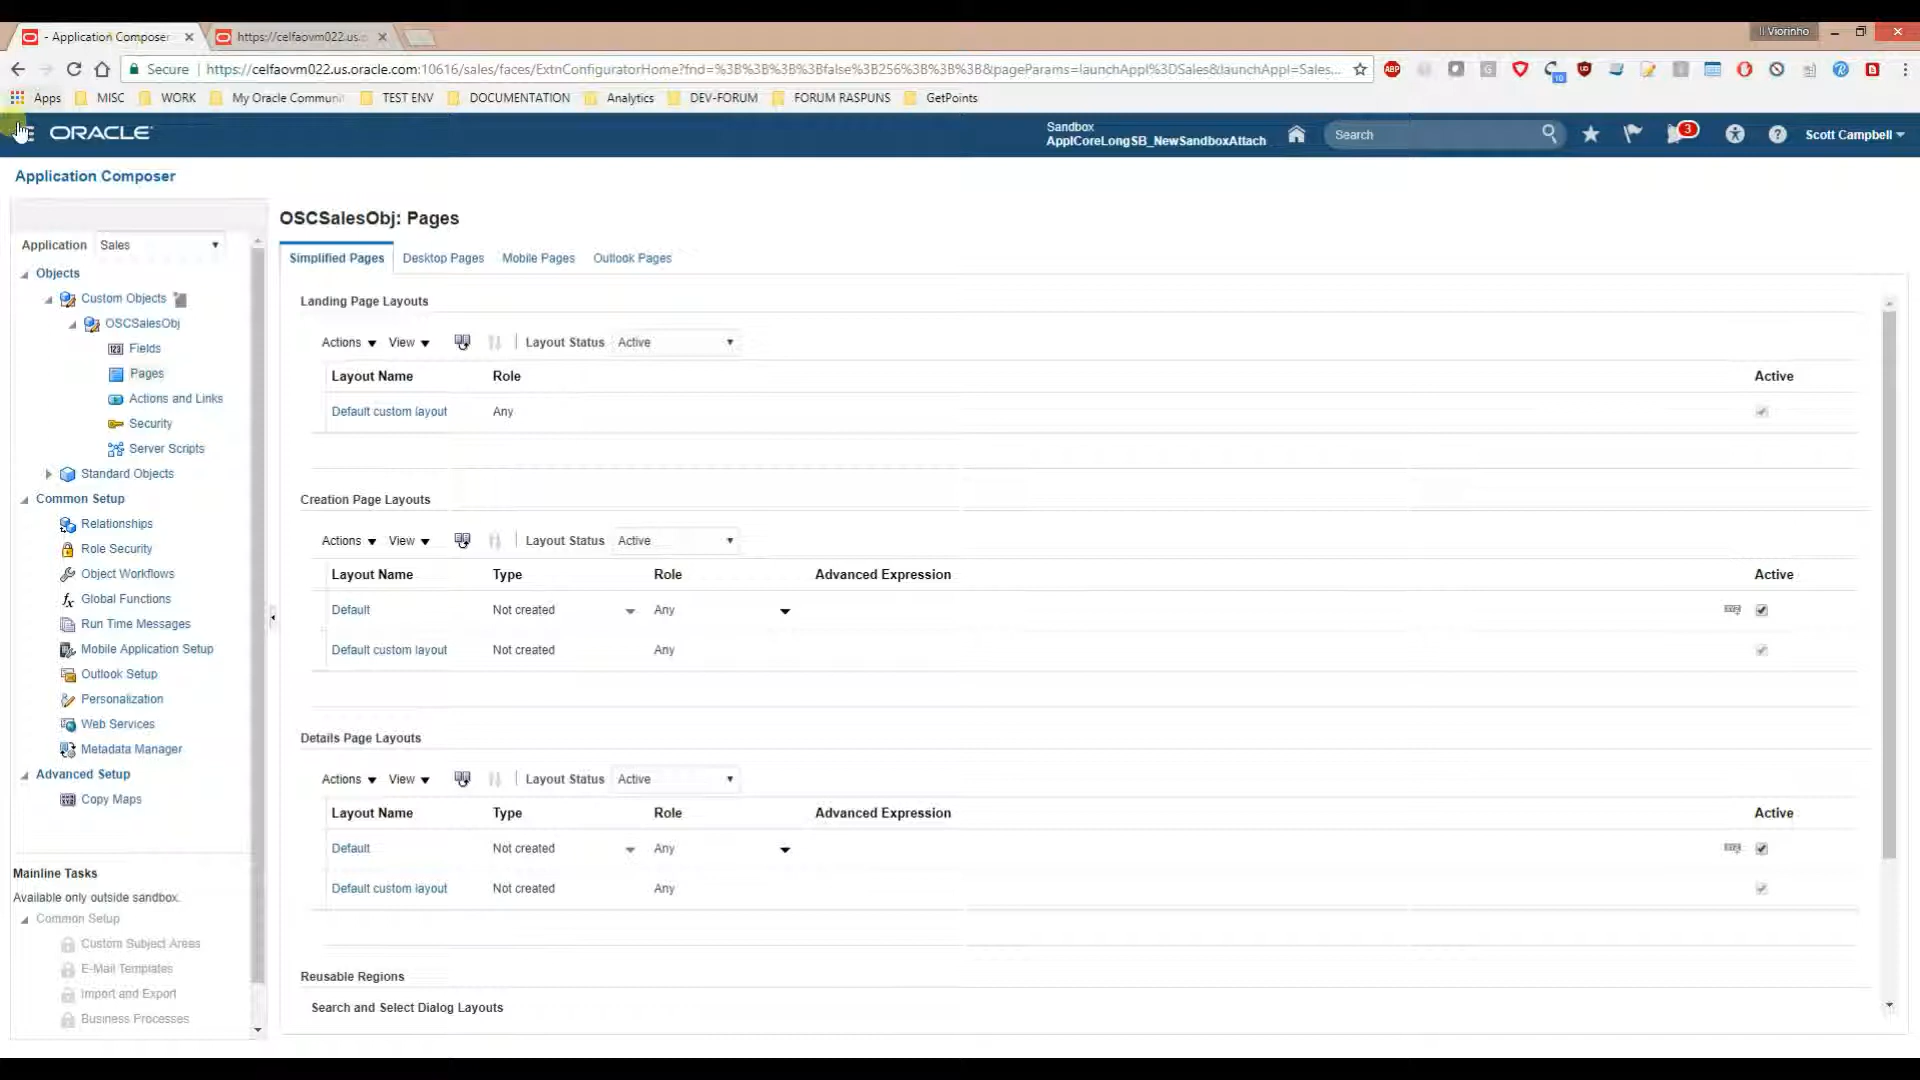 - Application Composer
https://celfaovm022.us.
Il Viorinho
Secure
https://celfaovm022.us.oracle.com:10616/sales/faces/ExtnConfiguratorHome?fnd=%3B%3B%3B%3Bfalse%3B256%3B%3B%3B&pageParams=launchAppl%3DSales&launchAppl=Sales...
Apps MISC WORK My Oracle Communi TEST ENV DOCUMENTATION Analytics DEV-FORUM FORUM RASPUNS GetPoints
ORACLE
Sandbox
ApplCoreLongSB_NewSandboxAttach
Search
3
Scott Campbell
Application Composer
Application Sales
Objects
Custom Objects
OSCSalesObj
Fields
Pages
Actions and Links
Security
Server Scripts
Standard Objects
Common Setup
Relationships
Role Security
Object Workflows
Global Functions
Run Time Messages
Mobile Application Setup
Outlook Setup
Personalization
Web Services
Metadata Manager
Advanced Setup
Copy Maps
Mainline Tasks
Available only outside sandbox.
Common Setup
Custom Subject Areas
E-Mail Templates
Import and Export
Business Processes
OSCSalesObj: Pages
Simplified Pages Desktop Pages Mobile Pages Outlook Pages
Landing Page Layouts
Actions View Layout Status Active
Layout Name Role Active
Default custom layout Any
Creation Page Layouts
Actions View Layout Status Active
Layout Name Type Role Advanced Expression Active
Default Not created Any
Default custom layout Not created Any
Details Page Layouts
Actions View Layout Status Active
Layout Name Type Role Advanced Expression Active
Default Not created Any
Default custom layout Not created Any
Reusable Regions
Search and Select Dialog Layouts